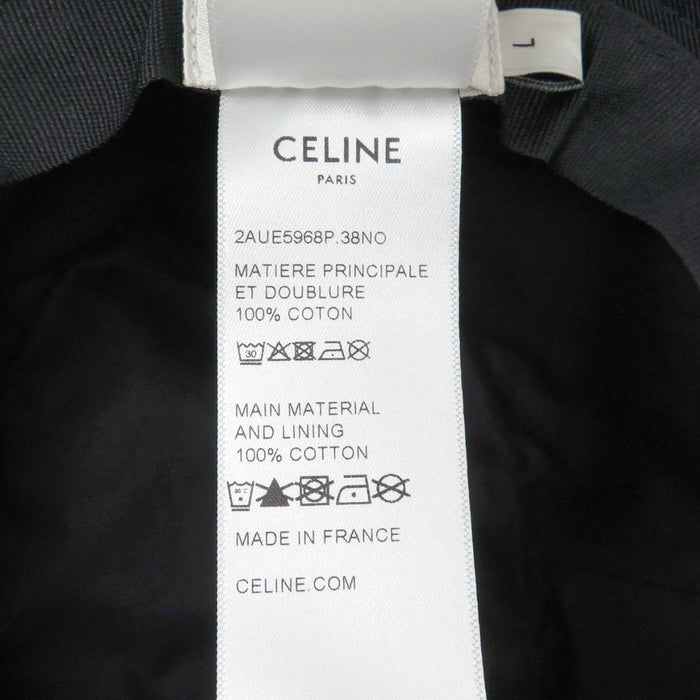 L
CELINE
PARIS
2AUE5968P.38NO
MATIERE PRINCIPALE
ET DOUBLURE
100% COTON
30
MAIN MATERIAL
AND LINING
100% COTTON
MADE IN FRANCE
CELINE.COM